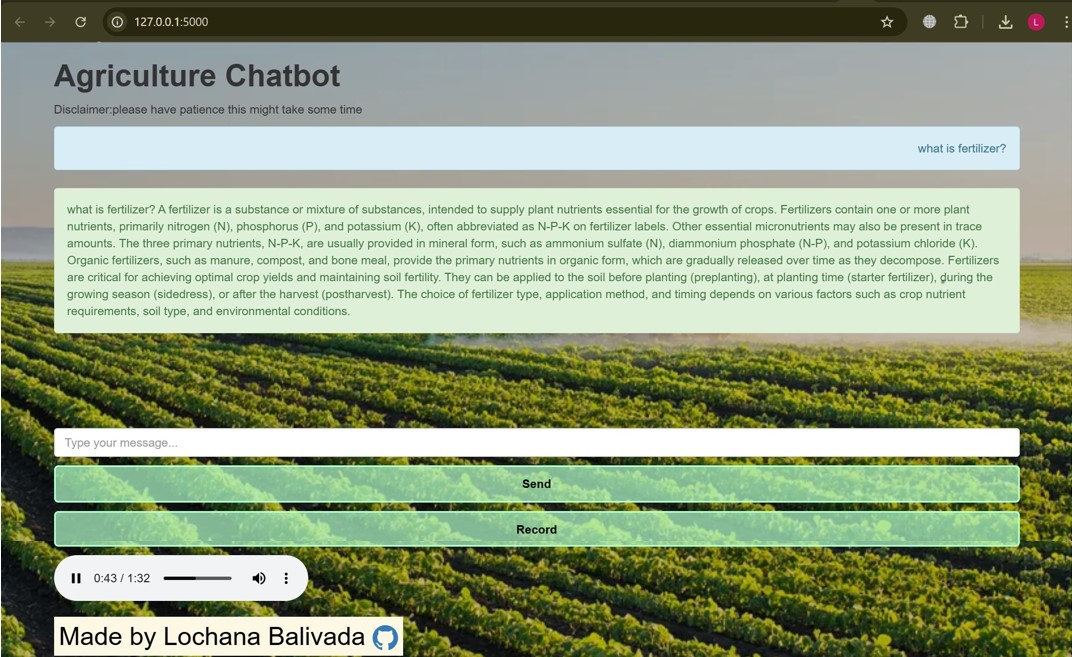 127.0.0.1:5000
L
Agriculture Chatbot
Disclaimer:please have patience this might take some time
what is fertilizer?
what is fertilizer? A fertilizer is a substance or mixture of substances, intended to supply plant nutrients essential for the growth of crops. Fertilizers contain one or more plant
nutrients, primarily nitrogen (N), phosphorus (P), and potassium (K), often abbreviated as N-P-K on fertilizer labels. Other essential micronutrients may also be present in trace
amounts. The three primary nutrients, N-P-K, are usually provided in mineral form, such as ammonium sulfate (N), diammonium phosphate (N-P), and potassium chloride (K).
Organic fertilizers, such as manure, compost, and bone meal, provide the primary nutrients in organic form, which are gradually released over time as they decompose. Fertilizers
are critical for achieving optimal crop yields and maintaining soil fertility. They can be applied to the soil before planting (preplanting), at planting time (starter fertilizer), during the
growing season (sidedress), or after the harvest (postharvest). The choice of fertilizer type, application method, and timing depends on various factors such as crop nutrient
requirements, soil type, and environmental conditions.
Type your message...
Send
Record
0:43 / 1:32
Made by Lochana Balivada